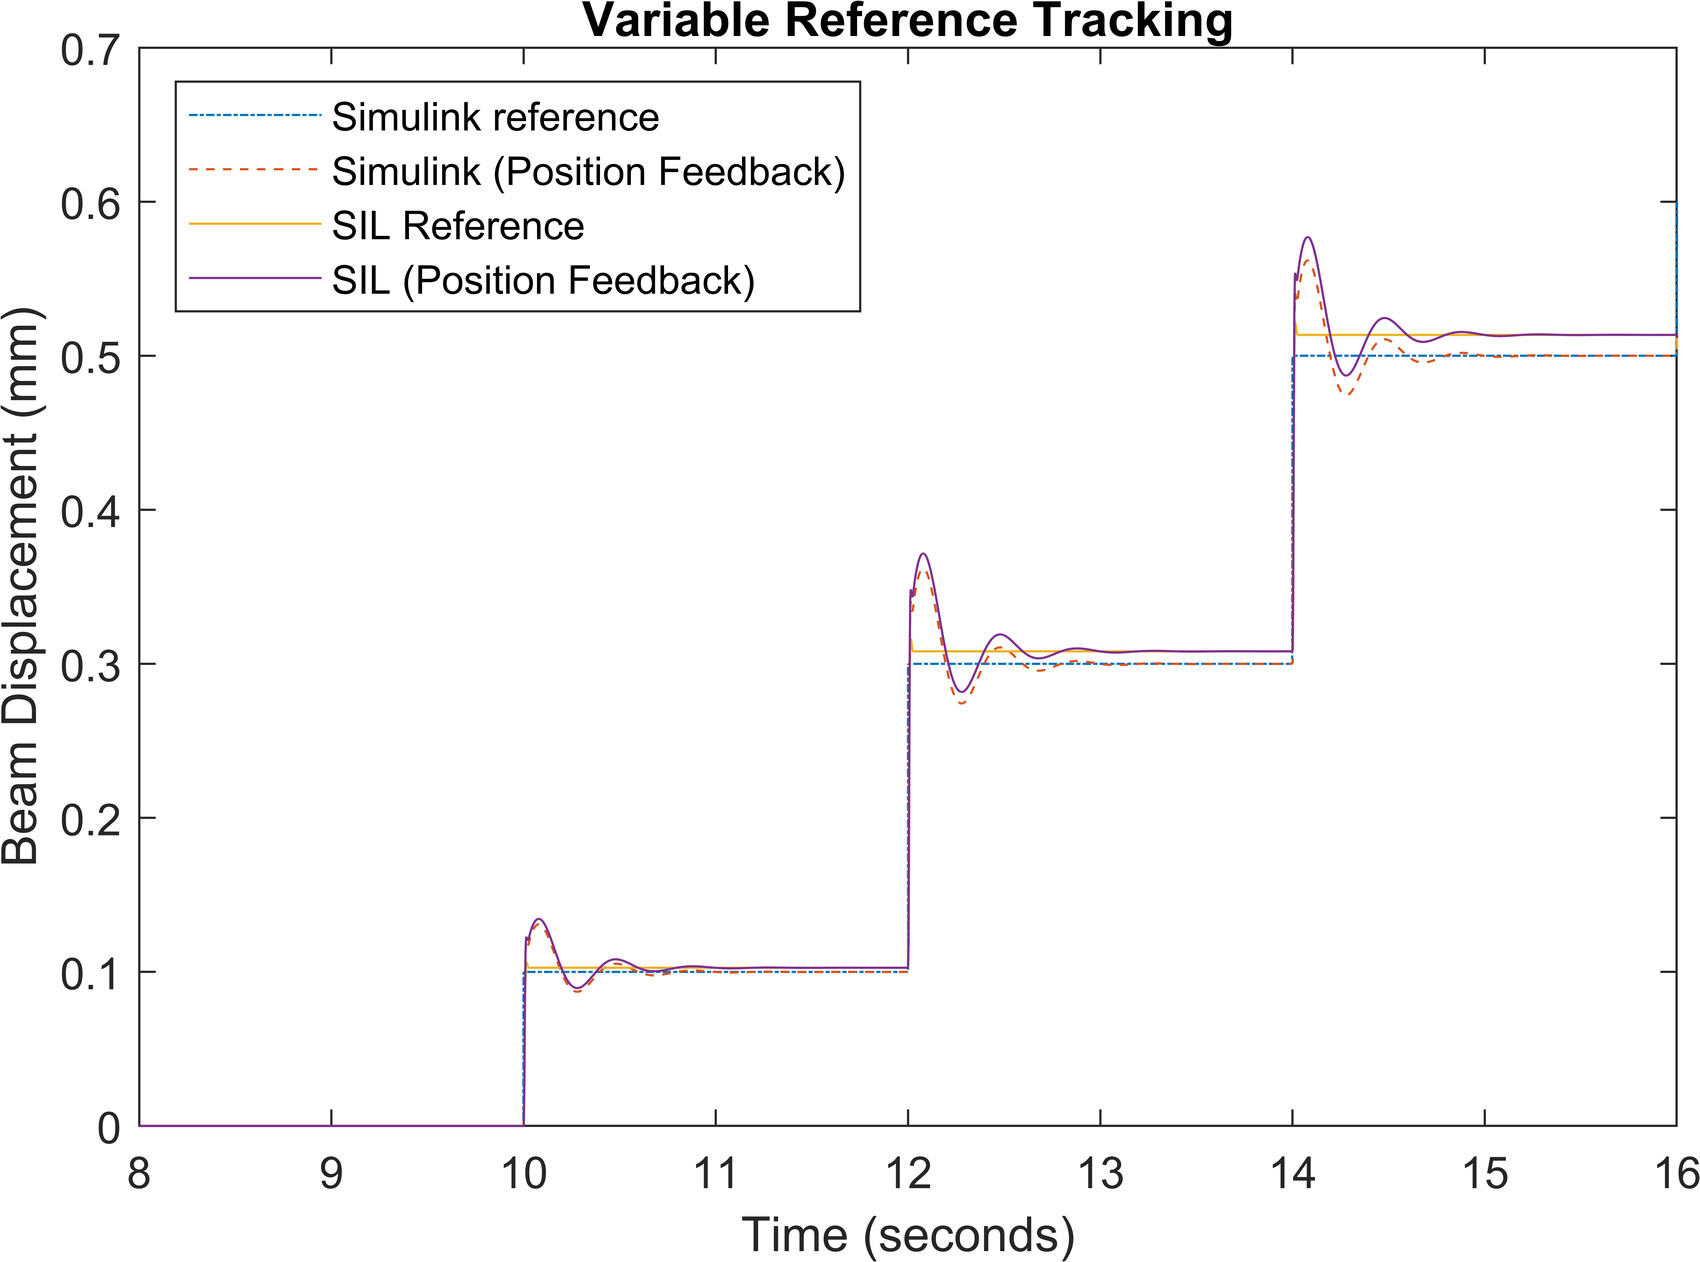 Variable Reference Tracking
0.7
0.6
0.5
0.4
0.3
0.2
0.1
0
Simulink reference
Simulink (Position Feedback)
SIL Reference
SIL (Position Feedback)
Beam Displacement (mm)
8 9 10 11 12 13 14 15 16
Time (seconds)